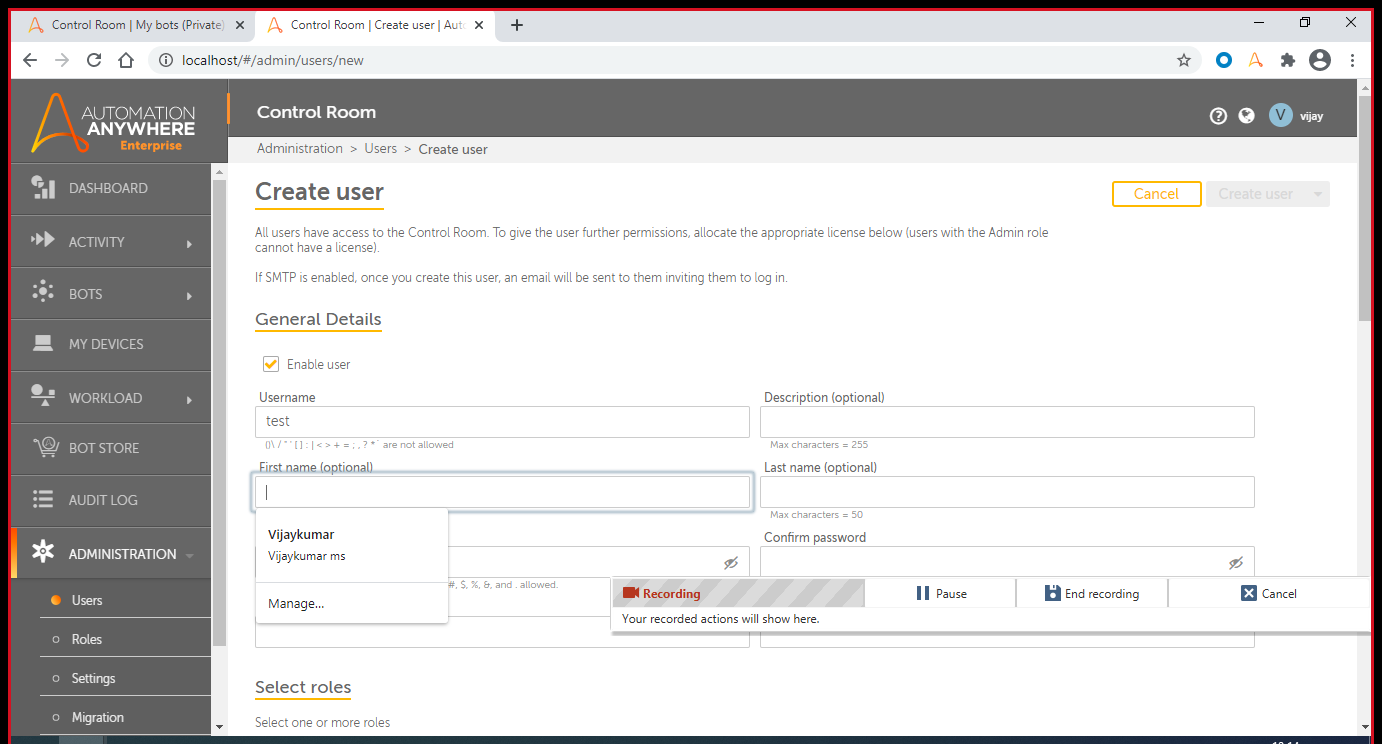 Control Room | My bots (Private)
Control Room | Create user | Auto
localhost/#/admin/users/new
AUTOMATION
ANYWHERE
Enterprise
Control Room
V
vijay
Administration > Users > Create user
DASHBOARD
ACTIVITY
BOTS
MY DEVICES
WORKLOAD
BOT STORE
AUDIT LOG
ADMINISTRATION
Users
Roles
Settings
Migration
Create user
Cancel
Create user
All users have access to the Control Room. To give the user further permissions, allocate the appropriate license below (users with the Admin role
cannot have a license).
If SMTP is enabled, once you create this user, an email will be sent to them inviting them to log in.
General Details
Enable user
Username
Description (optional)
test
()\ / " ' [ ] : | < > + = ; , ? * ` are not allowed
Max characters = 255
First name (optional)
Last name (optional)
Max characters = 50
Vijaykumar
Vijaykumar ms
Manage...
Confirm password
#, $, %, &, and . allowed.
Recording
Pause
End recording
Cancel
Your recorded actions will show here.
Select roles
Select one or more roles